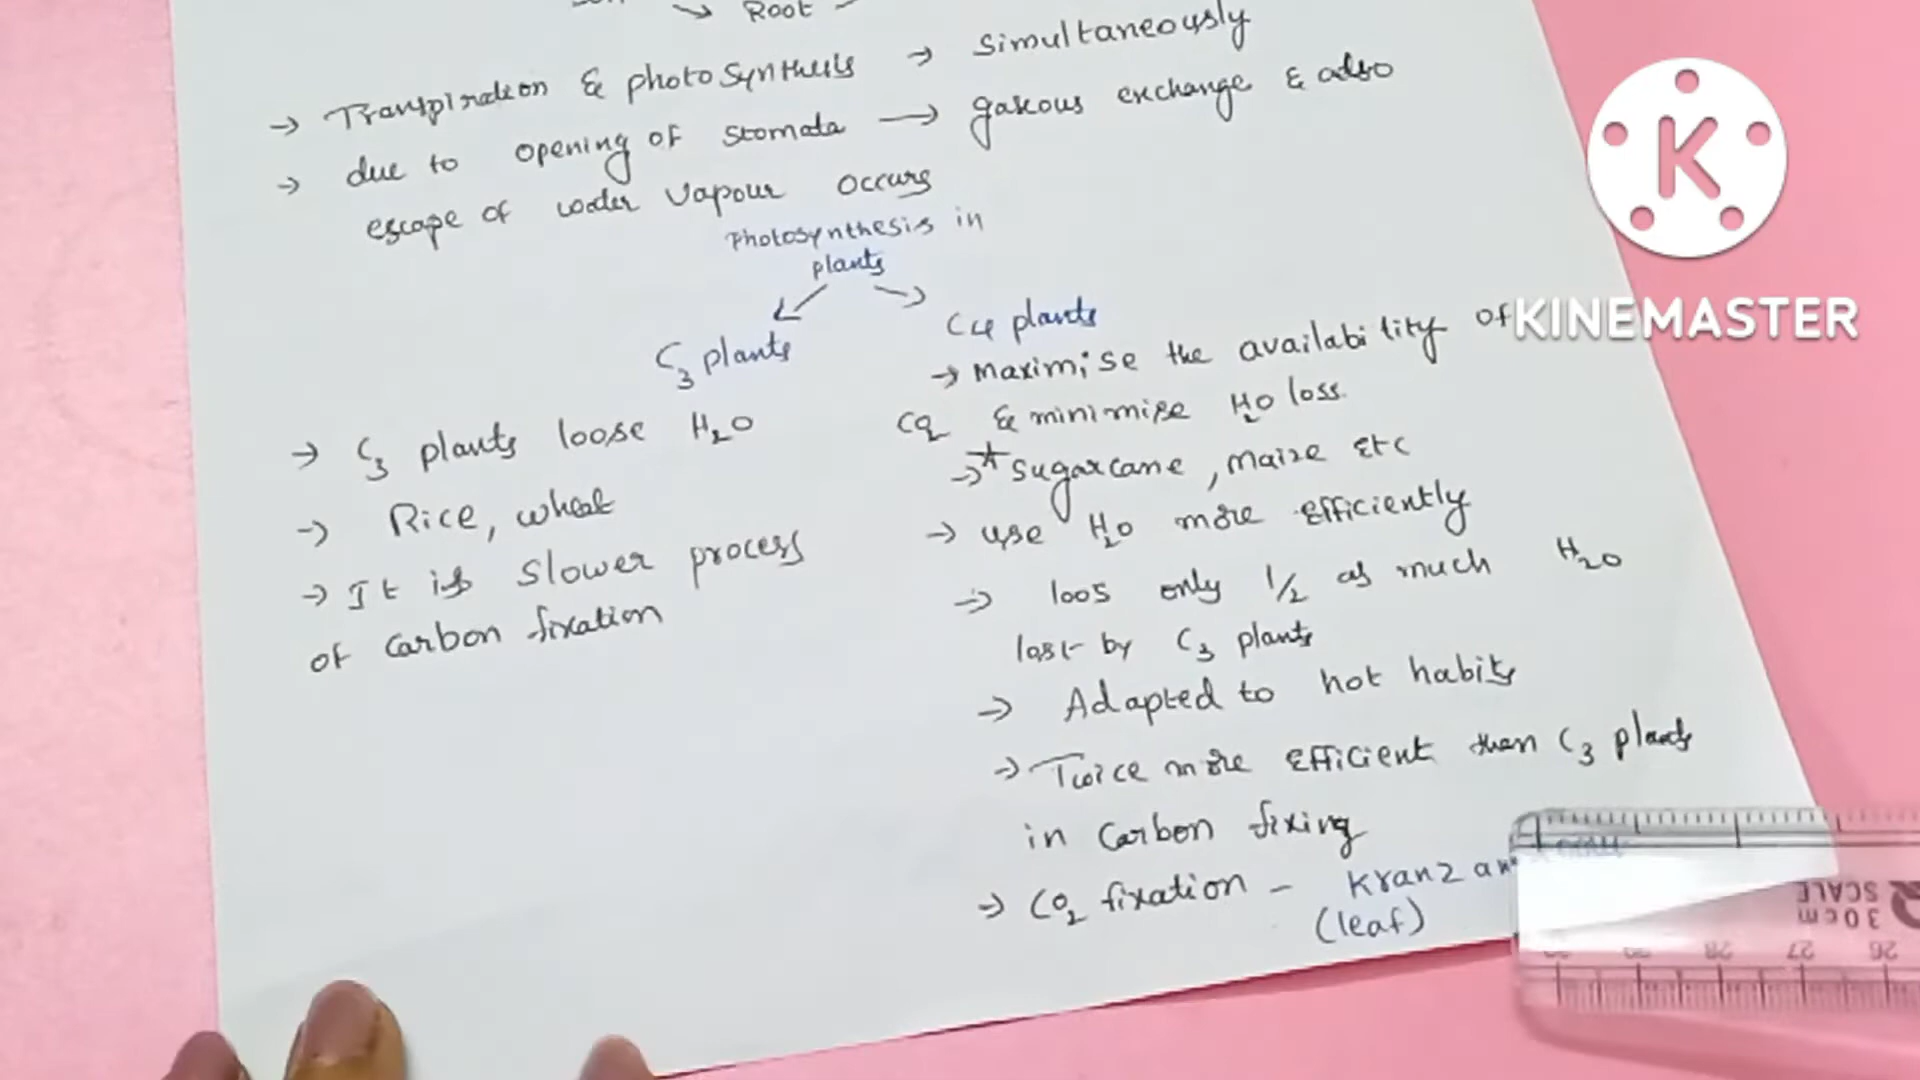 Root
→ Transpiration & photosynthesis → simultaneously
→ due to opening of stomata → gaseous exchange & also
escape of water vapour occurs
Photosynthesis in
plants
C3 plants
→ C3 plants loose H2O
→ Rice, wheat
→ It is slower process
of carbon fixation
C4 plants
→ Maximise the availability of
CO2 & minimise H2O loss
→ * Sugarcane, Maize Etc
→ use H2O more efficiently
→ loos only 1/2 as much H2O
lost by C3 plants
→ Adapted to hot habits
→ Twice more Efficient then C3 plants
in Carbon fixing
→ CO2 fixation - Kranz
(leaf)
K
KINEMASTER
SCALE
30cm
29 28 27 26